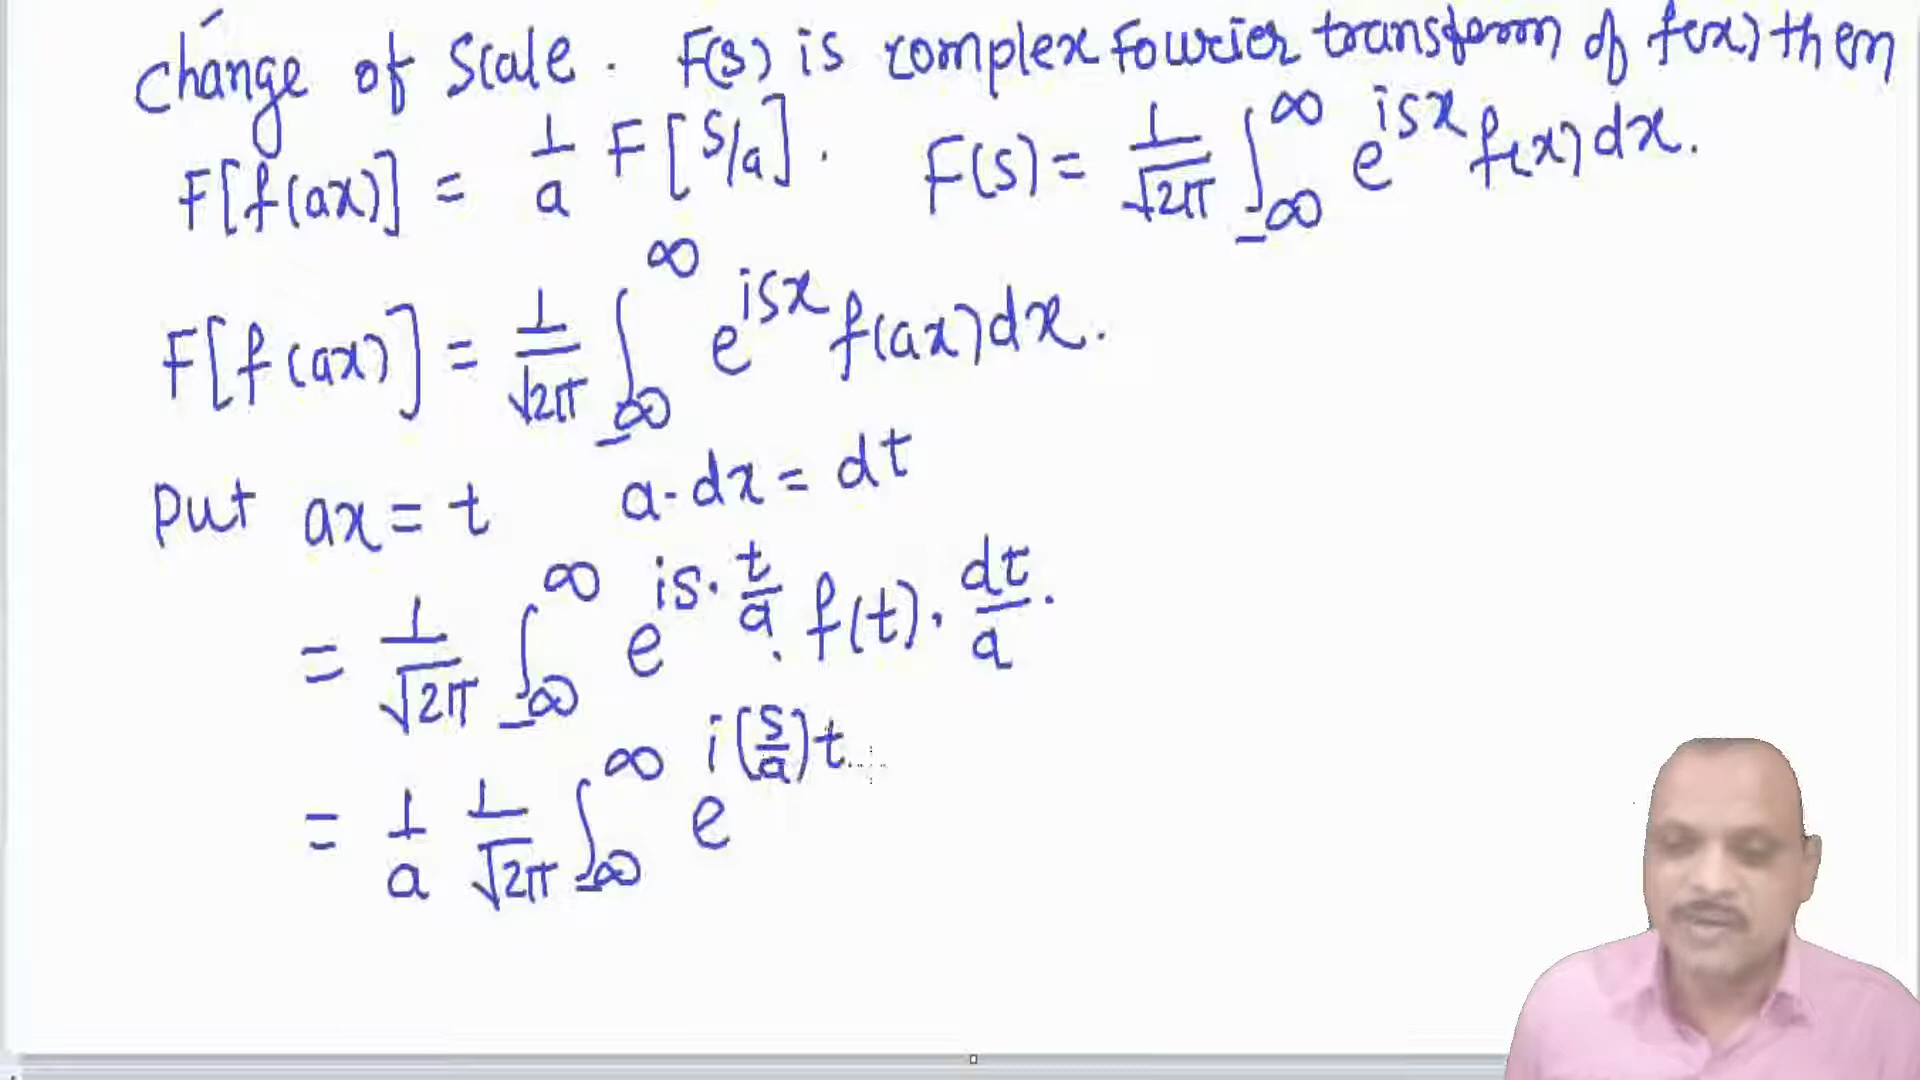 change of scale. F(s) is complex Fourier transform of f(x) then
F[f(ax)] = 1/a F[s/a]. F(s) = 1/√2π ∫_-∞^∞ e^isx f(x) dx.
F[f(ax)] = 1/√2π ∫_-∞^∞ e^isx f(ax) dx.
Put ax = t a·dx = dt
= 1/√2π ∫_-∞^∞ e^is·t/a f(t)· dt/a.
= 1/a 1/√2π ∫_-∞^∞ e^i(s/a)t